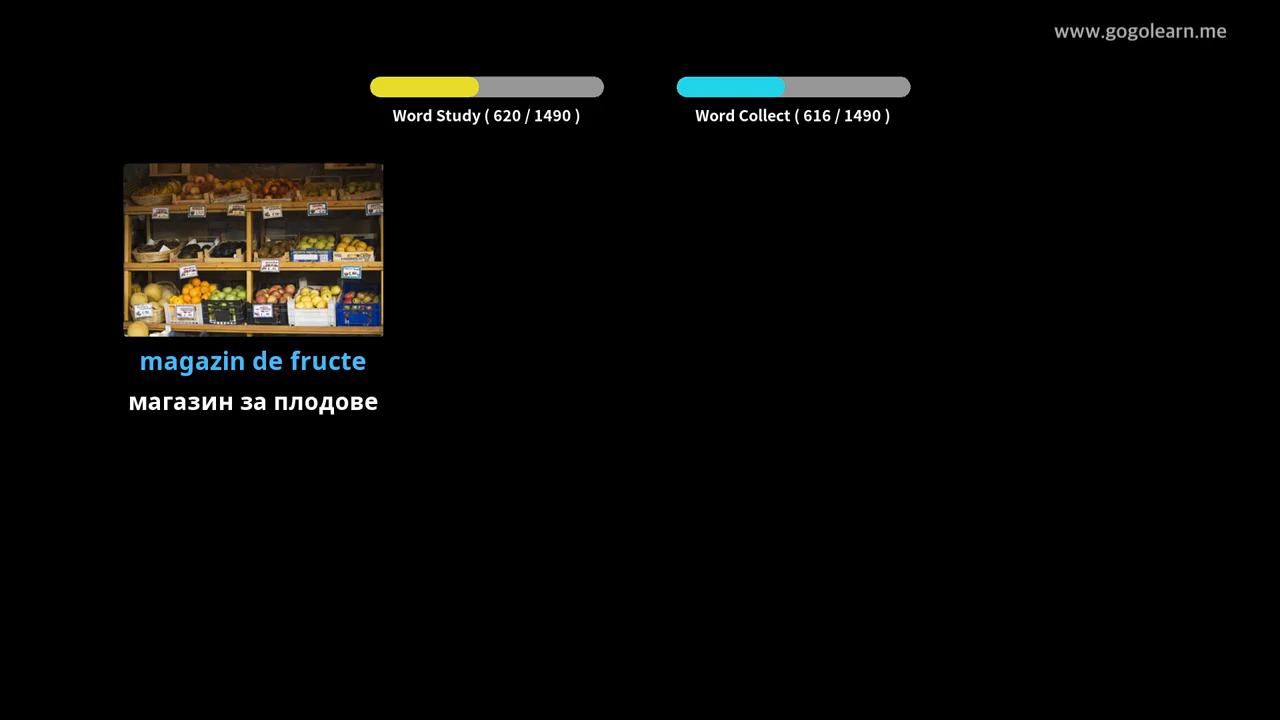 www.gogolearn.me
Word Study ( 620 / 1490 )
Word Collect ( 616 / 1490 )
magazin de fructe
магазин за плодове